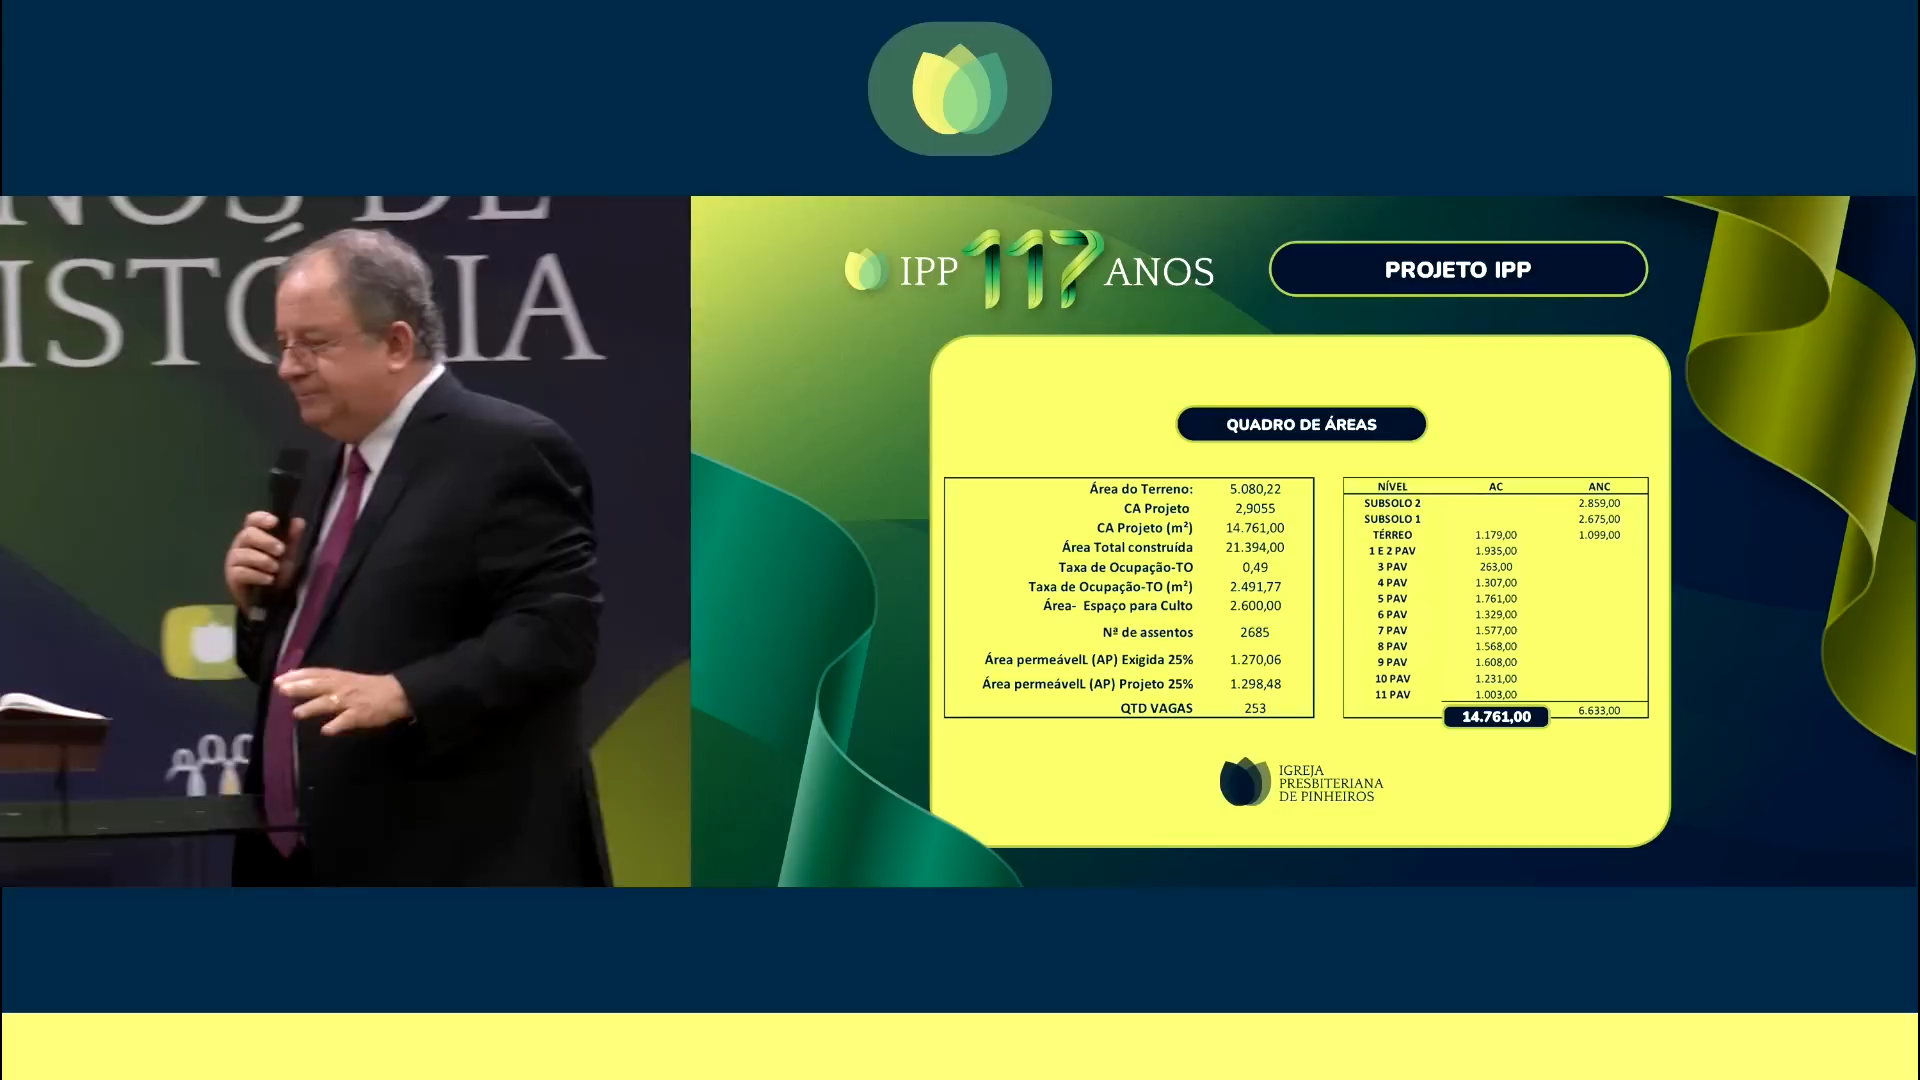 NOS DE
ISTÓRIA
IPP 117 ANOS
PROJETO IPP
QUADRO DE ÁREAS
Área do Terreno: 5.080,22
CA Projeto 2,9055
CA Projeto (m²) 14.761,00
Área Total construída 21.394,00
Taxa de Ocupação-TO 0,49
Taxa de Ocupação-TO (m²) 2.491,77
Área- Espaço para Culto 2.600,00
Nª de assentos 2685
Área permeávelL (AP) Exigida 25% 1.270,06
Área permeávelL (AP) Projeto 25% 1.298,48
QTD VAGAS 253
NÍVEL AC ANC
SUBSOLO 2 2.859,00
SUBSOLO 1 2.675,00
TÉRREO 1.179,00 1.099,00
1 E 2 PAV 1.935,00
3 PAV 263,00
4 PAV 1.307,00
5 PAV 1.761,00
6 PAV 1.329,00
7 PAV 1.577,00
8 PAV 1.568,00
9 PAV 1.608,00
10 PAV 1.231,00
11 PAV 1.003,00
14.761,00 6.633,00
IGREJA
PRESBITERIANA
DE PINHEIROS